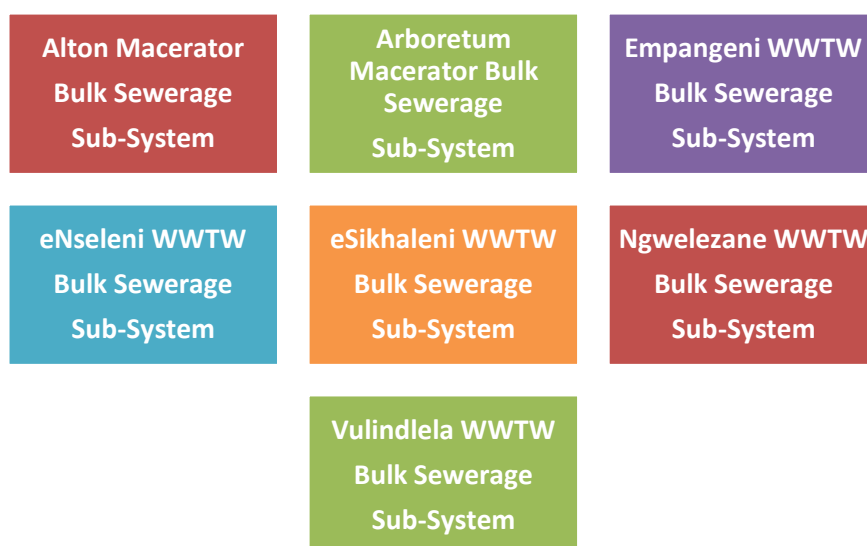 Alton Macerator
Bulk Sewerage
Sub-System
Arboretum
Macerator Bulk
Sewerage
Sub-System
Empangeni WWTW
Bulk Sewerage
Sub-System
eNseleni WWTW
Bulk Sewerage
Sub-System
eSikhaleni WWTW
Bulk Sewerage
Sub-System
Ngwelezane WWTW
Bulk Sewerage
Sub-System
Vulindlela WWTW
Bulk Sewerage
Sub-System